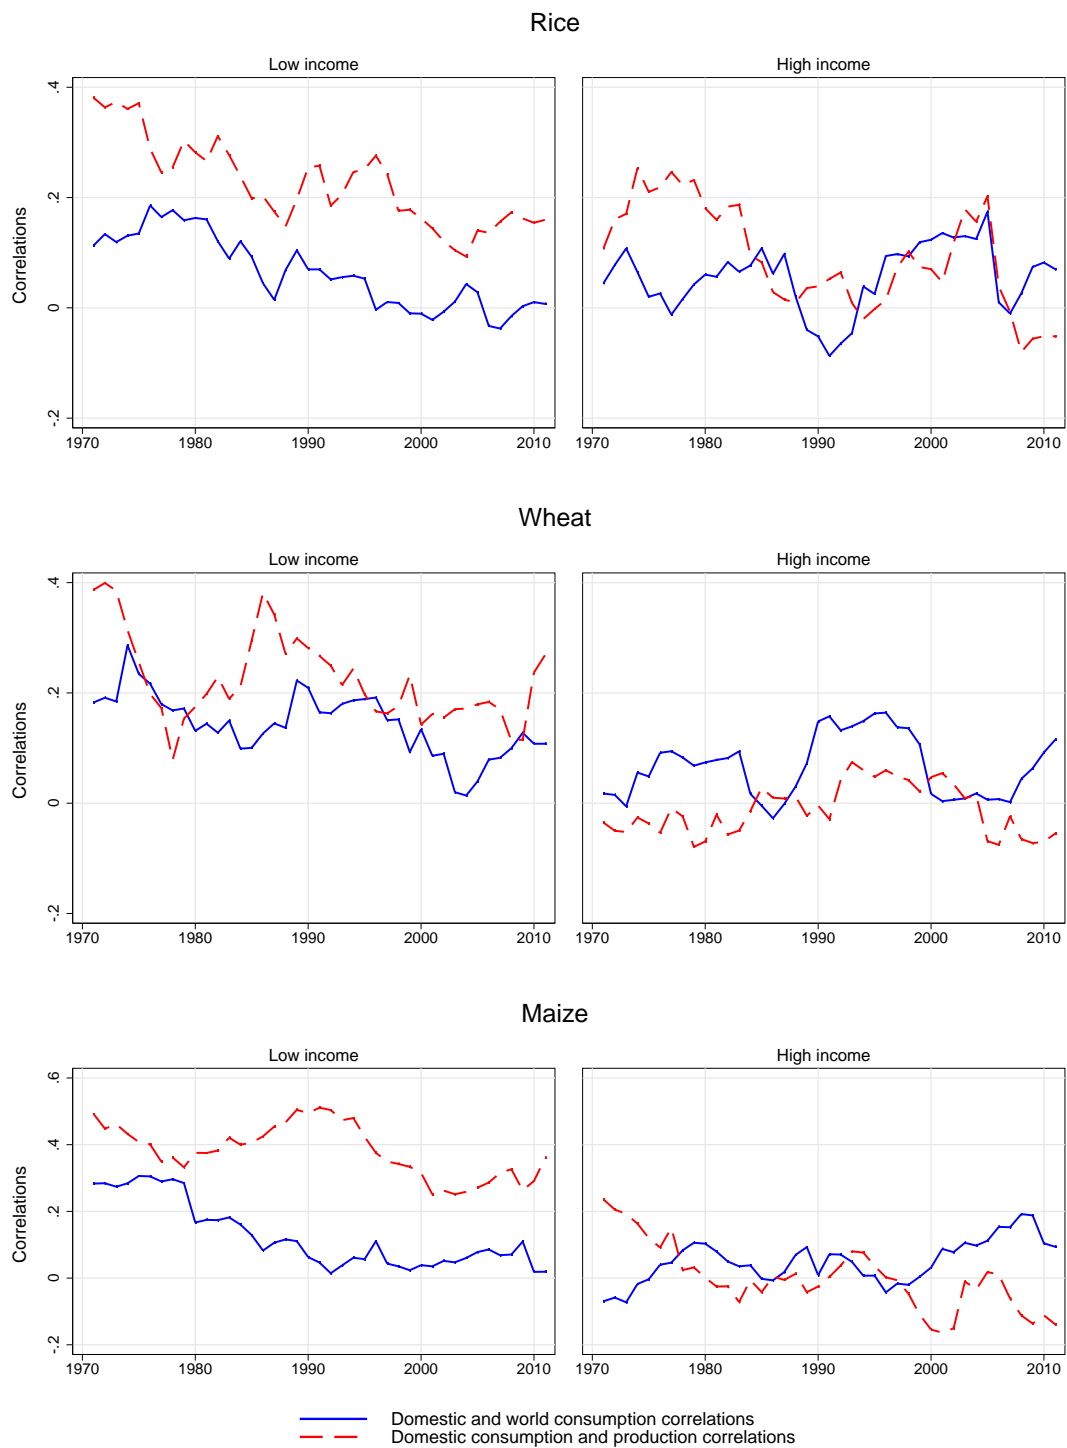 Rice
Low income
High income
Correlations
.4
.2
0
-.2
1970 1980 1990 2000 2010
1970 1980 1990 2000 2010
Wheat
Low income
High income
Correlations
.4
.2
0
-.2
1970 1980 1990 2000 2010
1970 1980 1990 2000 2010
Maize
Low income
High income
Correlations
.6
.4
.2
0
-.2
1970 1980 1990 2000 2010
1970 1980 1990 2000 2010
Domestic and world consumption correlations
Domestic consumption and production correlations